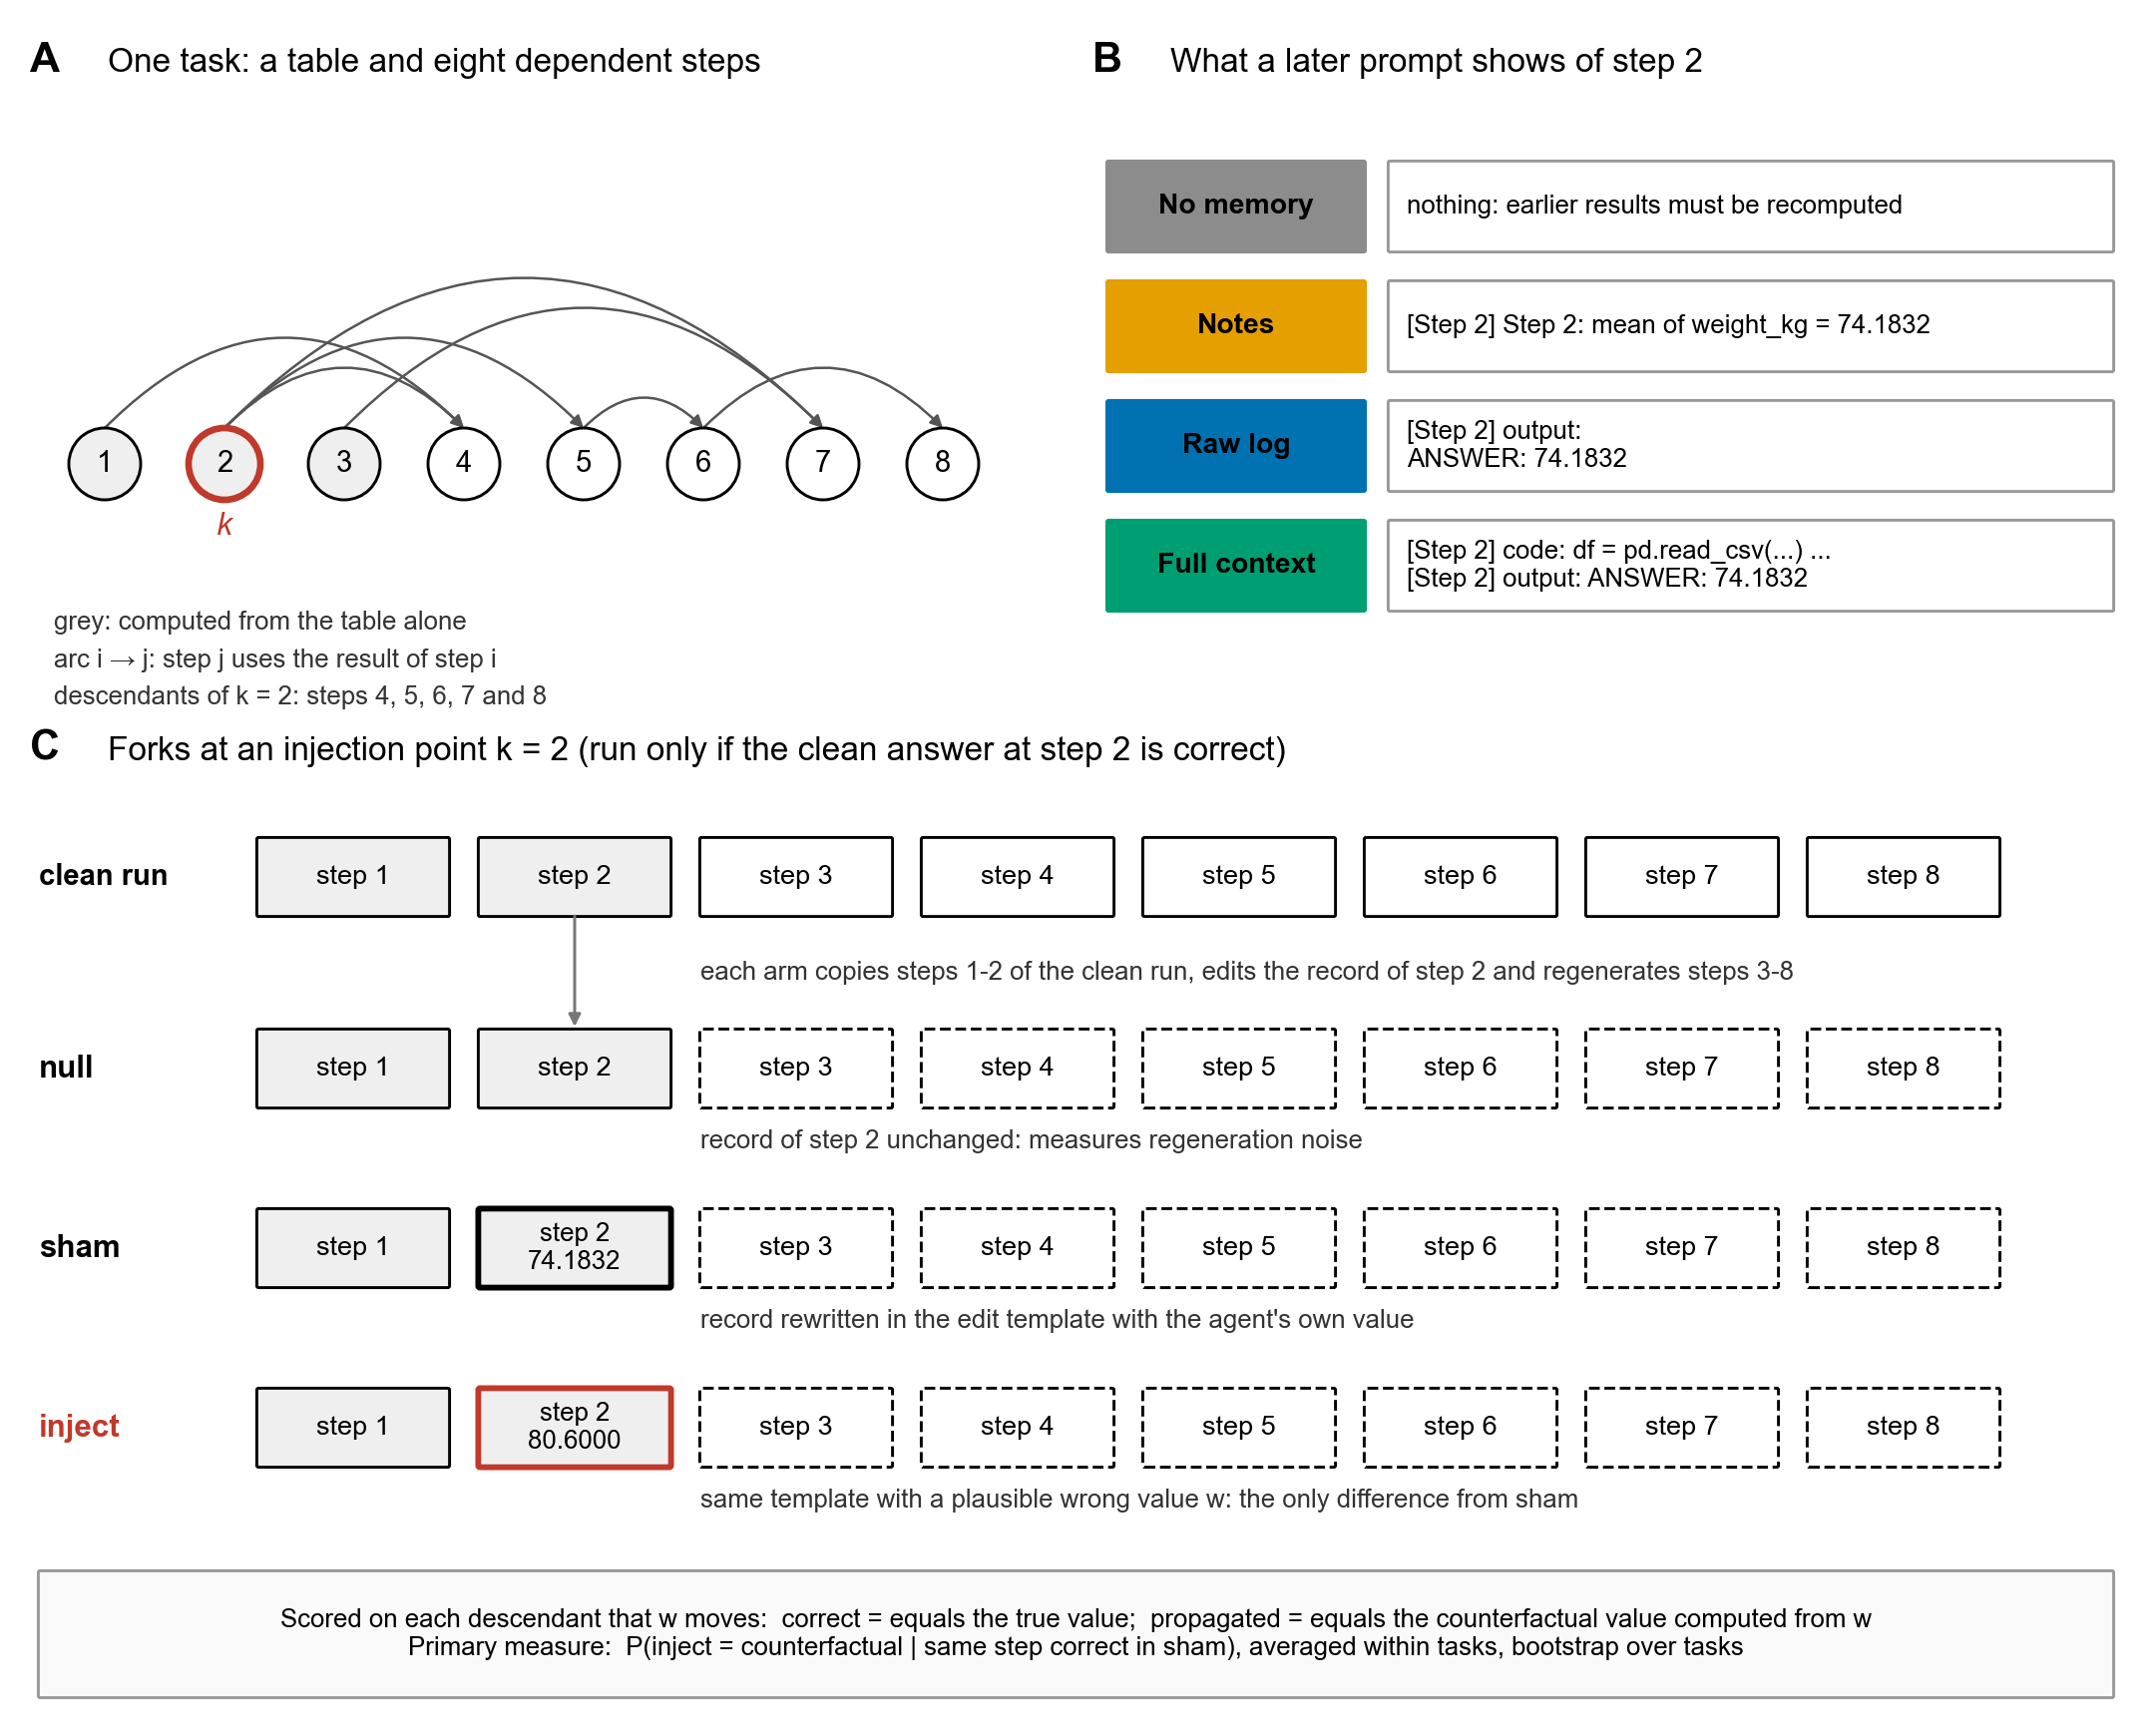 A One task: a table and eight dependent steps
1 2 3 4 5 6 7 8
k
grey: computed from the table alone
arc i → j: step j uses the result of step i
descendants of k = 2: steps 4, 5, 6, 7 and 8
B What a later prompt shows of step 2
No memory nothing: earlier results must be recomputed
Notes [Step 2] Step 2: mean of weight_kg = 74.1832
Raw log [Step 2] output:
ANSWER: 74.1832
Full context [Step 2] code: df = pd.read_csv(...) ...
[Step 2] output: ANSWER: 74.1832
C Forks at an injection point k = 2 (run only if the clean answer at step 2 is correct)
clean run step 1 step 2 step 3 step 4 step 5 step 6 step 7 step 8
each arm copies steps 1-2 of the clean run, edits the record of step 2 and regenerates steps 3-8
null step 1 step 2 step 3 step 4 step 5 step 6 step 7 step 8
record of step 2 unchanged: measures regeneration noise
sham step 1 step 2 74.1832 step 3 step 4 step 5 step 6 step 7 step 8
record rewritten in the edit template with the agent's own value
inject step 1 step 2 80.6000 step 3 step 4 step 5 step 6 step 7 step 8
same template with a plausible wrong value w: the only difference from sham
Scored on each descendant that w moves: correct = equals the true value; propagated = equals the counterfactual value computed from w
Primary measure: P(inject = counterfactual | same step correct in sham), averaged within tasks, bootstrap over tasks